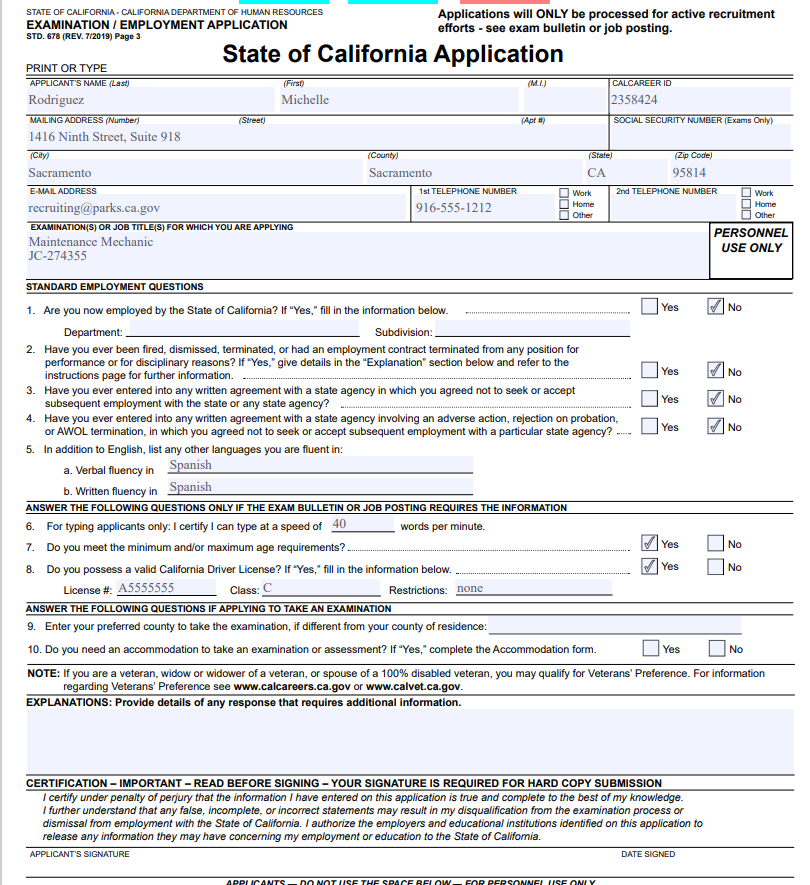 STATE OF CALIFORNIA - CALIFORNIA DEPARTMENT OF HUMAN RESOURCES
EXAMINATION / EMPLOYMENT APPLICATION
STD. 678 (REV. 7/2019) Page 3
Applications will ONLY be processed for active recruitment
efforts - see exam bulletin or job posting.
State of California Application
PRINT OR TYPE
APPLICANT'S NAME (Last) (First) (M.I.) CALCAREER ID
Rodriguez Michelle 2358424
MAILING ADDRESS (Number) (Street) (Apt #) SOCIAL SECURITY NUMBER (Exams Only)
1416 Ninth Street, Suite 918
(City) (County) (State) (Zip Code)
Sacramento Sacramento CA 95814
E-MAIL ADDRESS 1st TELEPHONE NUMBER Work 2nd TELEPHONE NUMBER Work
recruiting@parks.ca.gov 916-555-1212 Home Home
Other Other
EXAMINATION(S) OR JOB TITLE(S) FOR WHICH YOU ARE APPLYING
Maintenance Mechanic
JC-274355
PERSONNEL
USE ONLY
STANDARD EMPLOYMENT QUESTIONS
1. Are you now employed by the State of California? If “Yes,” fill in the information below. Yes No
Department: Subdivision:
2. Have you ever been fired, dismissed, terminated, or had an employment contract terminated from any position for
performance or for disciplinary reasons? If “Yes,” give details in the “Explanation” section below and refer to the
instructions page for further information. Yes No
3. Have you ever entered into any written agreement with a state agency in which you agreed not to seek or accept
subsequent employment with the state or any state agency? Yes No
4. Have you ever entered into any written agreement with a state agency involving an adverse action, rejection on probation,
or AWOL termination, in which you agreed not to seek or accept subsequent employment with a particular state agency? Yes No
5. In addition to English, list any other languages you are fluent in:
a. Verbal fluency in Spanish
b. Written fluency in Spanish
ANSWER THE FOLLOWING QUESTIONS ONLY IF THE EXAM BULLETIN OR JOB POSTING REQUIRES THE INFORMATION
6. For typing applicants only: I certify I can type at a speed of 40 words per minute.
7. Do you meet the minimum and/or maximum age requirements? Yes No
8. Do you possess a valid California Driver License? If “Yes,” fill in the information below. Yes No
License #: A5555555 Class: C Restrictions: none
ANSWER THE FOLLOWING QUESTIONS IF APPLYING TO TAKE AN EXAMINATION
9. Enter your preferred county to take the examination, if different from your county of residence:
10. Do you need an accommodation to take an examination or assessment? If “Yes,” complete the Accommodation form. Yes No
NOTE: If you are a veteran, widow or widower of a veteran, or spouse of a 100% disabled veteran, you may qualify for Veterans’ Preference. For information
regarding Veterans’ Preference see www.calcareers.ca.gov or www.calvet.ca.gov.
EXPLANATIONS: Provide details of any response that requires additional information.
CERTIFICATION – IMPORTANT – READ BEFORE SIGNING – YOUR SIGNATURE IS REQUIRED FOR HARD COPY SUBMISSION
I certify under penalty of perjury that the information I have entered on this application is true and complete to the best of my knowledge.
I further understand that any false, incomplete, or incorrect statements may result in my disqualification from the examination process or
dismissal from employment with the State of California. I authorize the employers and educational institutions identified on this application to
release any information they may have concerning my employment or education to the State of California.
APPLICANT'S SIGNATURE DATE SIGNED
APPLICANTS — DO NOT USE THE SPACE BELOW — FOR PERSONNEL USE ONLY